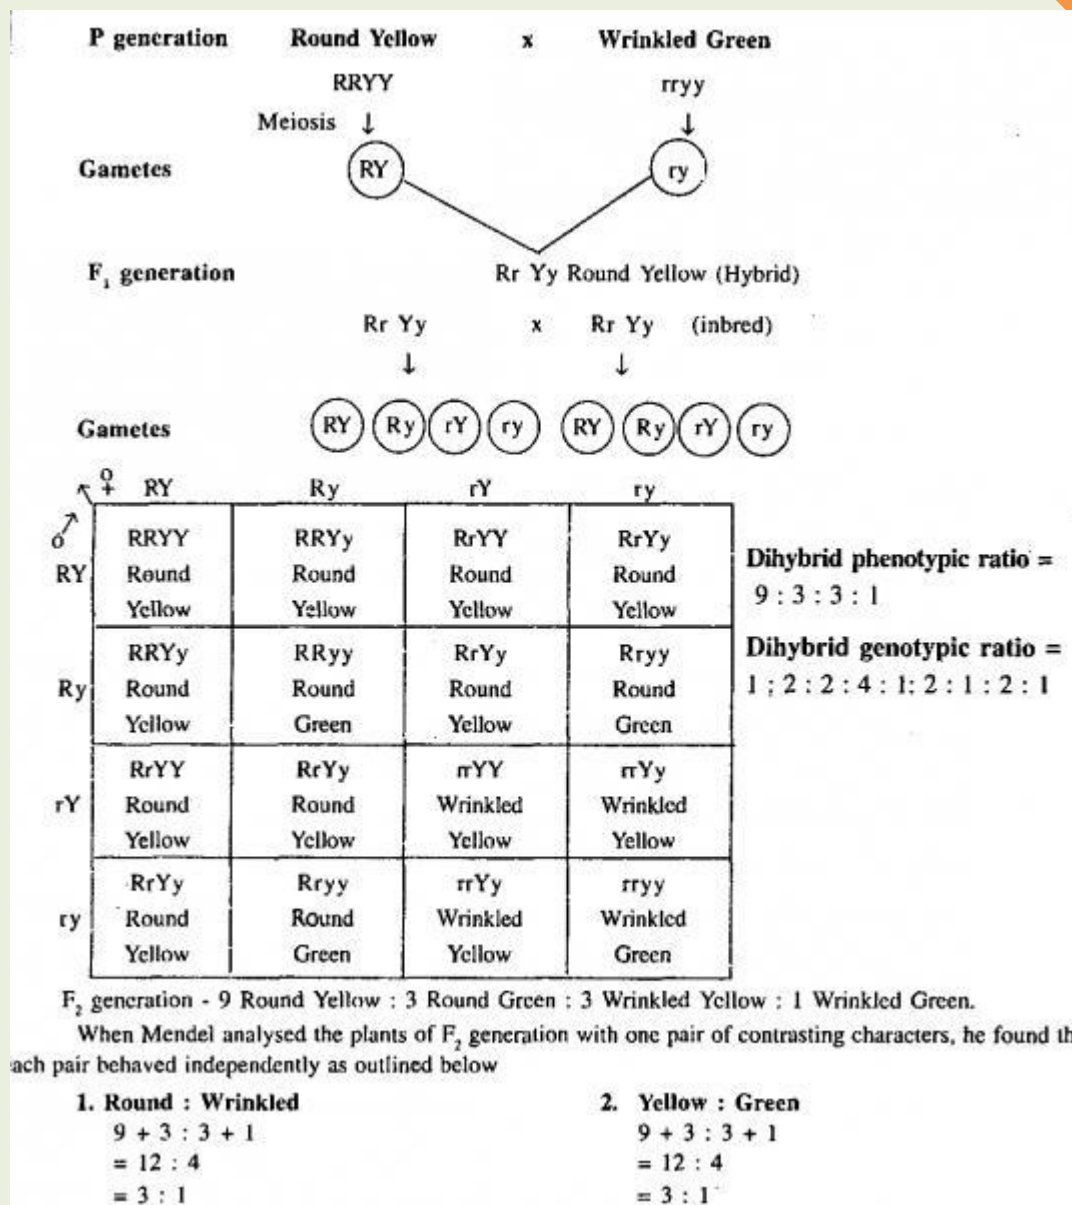 P generation Round Yellow x Wrinkled Green
RRYY rryy
Meiosis ↓ ↓
Gametes RY ry
F₁ generation Rr Yy Round Yellow (Hybrid)
Rr Yy x Rr Yy (inbred)
↓ ↓
Gametes RY Ry rY ry RY Ry rY ry
♀ RY Ry rY ry
♂
RY
RRYY RRYy RrYY RrYy
Round Round Round Round
Yellow Yellow Yellow Yellow
Dihybrid phenotypic ratio =
9 : 3 : 3 : 1
Ry
RRYy RRyy RrYy Rryy
Round Round Round Round
Yellow Green Yellow Green
Dihybrid genotypic ratio =
1 ; 2 : 2 : 4 : 1: 2 : 1 : 2 : 1
rY
RrYY RrYy rrYY rrYy
Round Round Wrinkled Wrinkled
Yellow Yellow Yellow Yellow
ry
RrYy Rryy rrYy rryy
Round Round Wrinkled Wrinkled
Yellow Green Yellow Green
F₂ generation - 9 Round Yellow : 3 Round Green : 3 Wrinkled Yellow : 1 Wrinkled Green.
When Mendel analysed the plants of F₂ generation with one pair of contrasting characters, he found th
ach pair behaved independently as outlined below
1. Round : Wrinkled 2. Yellow : Green
9 + 3 : 3 + 1 9 + 3 : 3 + 1
= 12 : 4 = 12 : 4
= 3 : 1 = 3 : 1